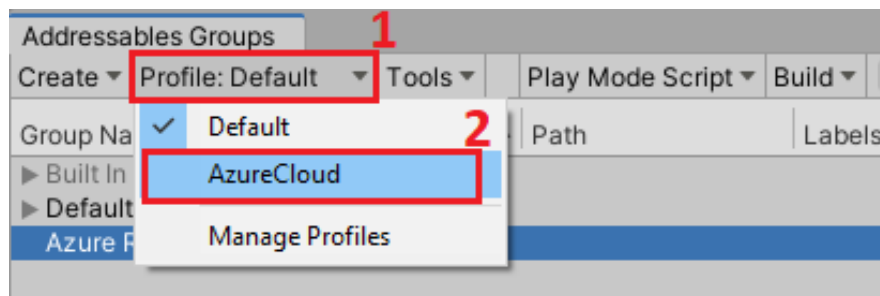 Addressables Groups 1
Create Profile: Default Tools Play Mode Script Build
Group Na Path Labels
Default 2
Built In AzureCloud
Default
Azure Manage Profiles